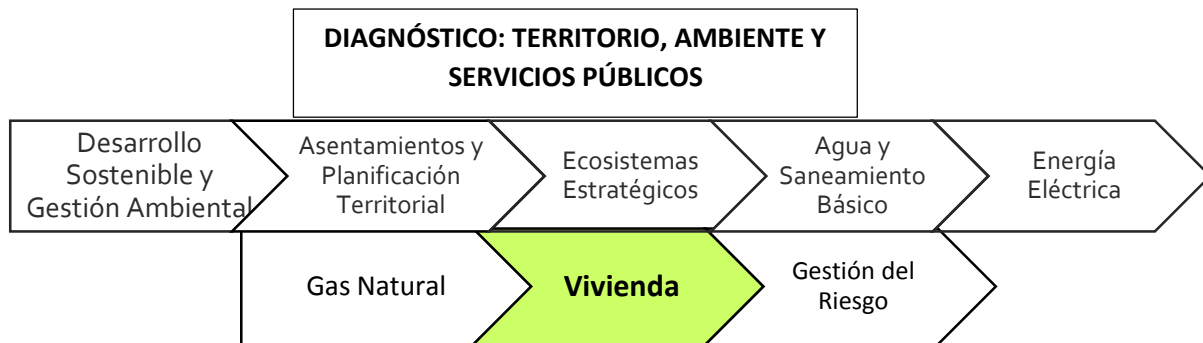 DIAGNÓSTICO: TERRITORIO, AMBIENTE Y
SERVICIOS PÚBLICOS
Desarrollo
Sostenible y
Gestión Ambiental
Asentamientos y
Planificación
Territorial
Ecosistemas
Estratégicos
Agua y
Saneamiento
Básico
Energía
Eléctrica
Gas Natural
Vivienda
Gestión del
Riesgo